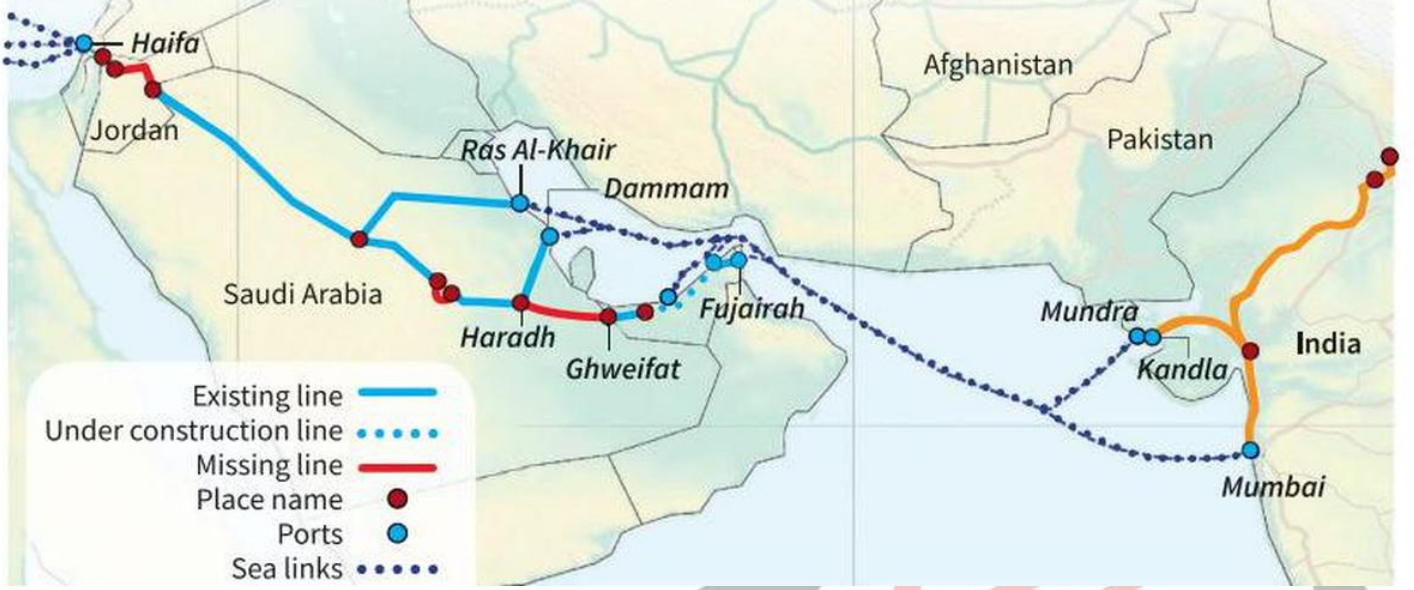 Haifa
Afghanistan
Jordan
Pakistan
Ras Al-Khair
Dammam
Saudi Arabia
Fujairah
Mundra
Haradh
India
Ghweifat
Kandla
Existing line
Under construction line
Missing line
Mumbai
Place name
Ports
Sea links